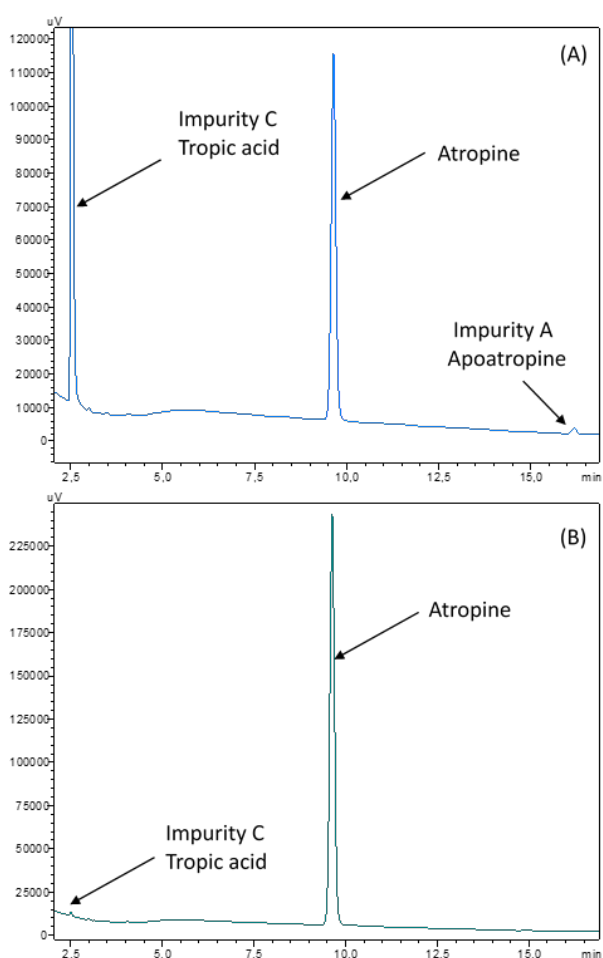 uV
120000
(A)
110000
Impurity C
Tropic acid
100000
90000
Atropine
80000
70000
60000
50000
40000
Impurity A
Apoatropine
30000
20000
10000
0
2,5 5,0 7,5 10,0 12,5 15,0 min
uV
(B)
225000
200000
Atropine
175000
150000
125000
100000
75000
Impurity C
Tropic acid
50000
25000
0
2,5 5,0 7,5 10,0 12,5 15,0 min